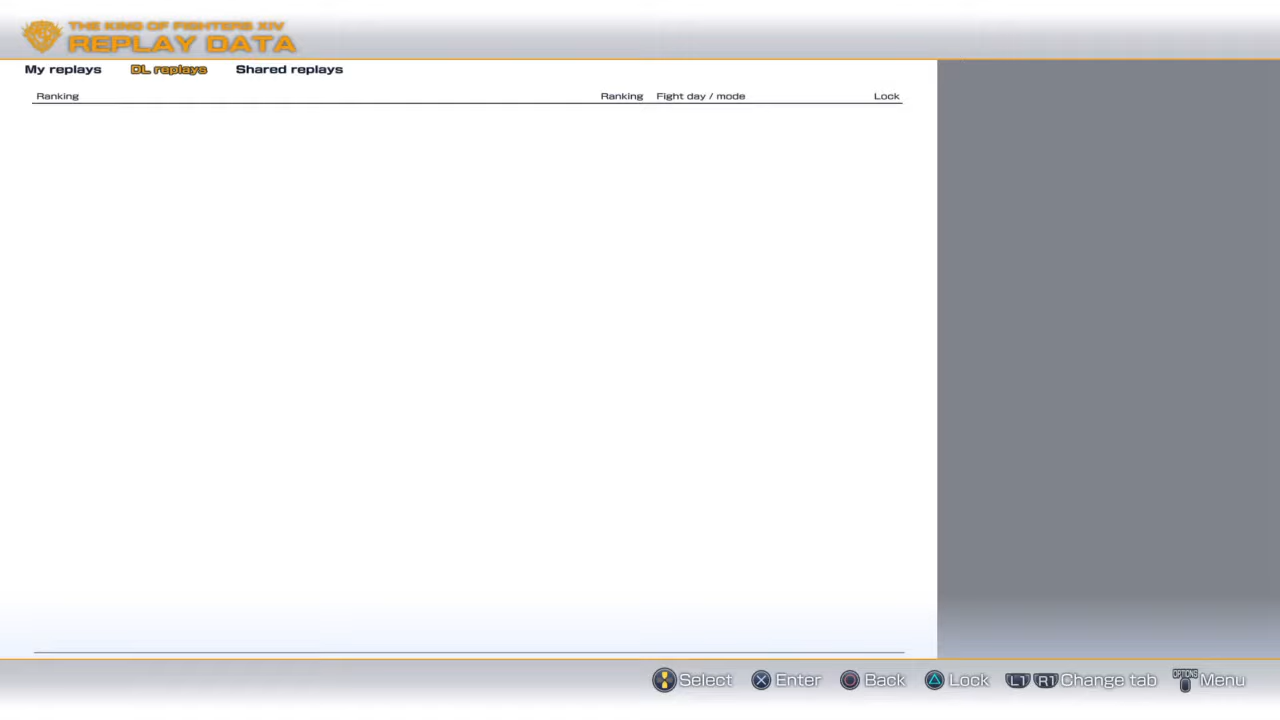 THE KING OF FIGHTERS XIV
REPLAY DATA
My replays DL replays Shared replays
Ranking Ranking Fight day / mode Lock
Select Enter Back Lock L1 R1 Change tab OPTIONS Menu